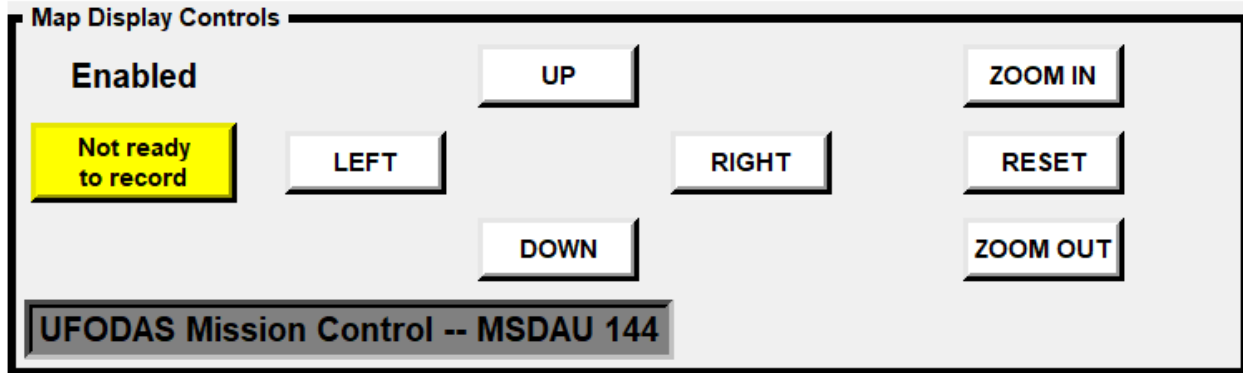 Map Display Controls
Enabled
UP
ZOOM IN
Not ready
to record
LEFT
RIGHT
RESET
DOWN
ZOOM OUT
UFODAS Mission Control -- MSDAU 144